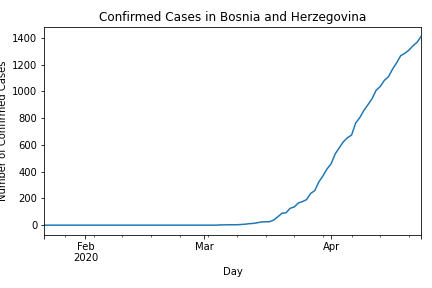 Confirmed Cases in Bosnia and Herzegovina
Number of Confirmed Cases
1400
1200
1000
800
600
400
200
0
Feb
2020
Mar
Apr
Day